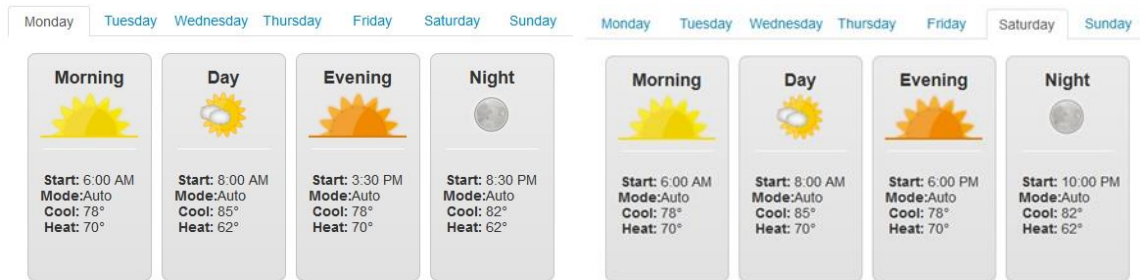 Monday Tuesday Wednesday Thursday Friday Saturday Sunday
Morning
Start: 6:00 AM
Mode:Auto
Cool: 78°
Heat: 70°
Day
Start: 8:00 AM
Mode:Auto
Cool: 85°
Heat: 62°
Evening
Start: 3:30 PM
Mode:Auto
Cool: 78°
Heat: 70°
Night
Start: 8:30 PM
Mode:Auto
Cool: 82°
Heat: 62°
Monday Tuesday Wednesday Thursday Friday Saturday Sunday
Morning
Start: 6:00 AM
Mode:Auto
Cool: 78°
Heat: 70°
Day
Start: 8:00 AM
Mode:Auto
Cool: 85°
Heat: 70°
Evening
Start: 6:00 PM
Mode:Auto
Cool: 78°
Heat: 70°
Night
Start: 10:00 PM
Mode:Auto
Cool: 82°
Heat: 62°